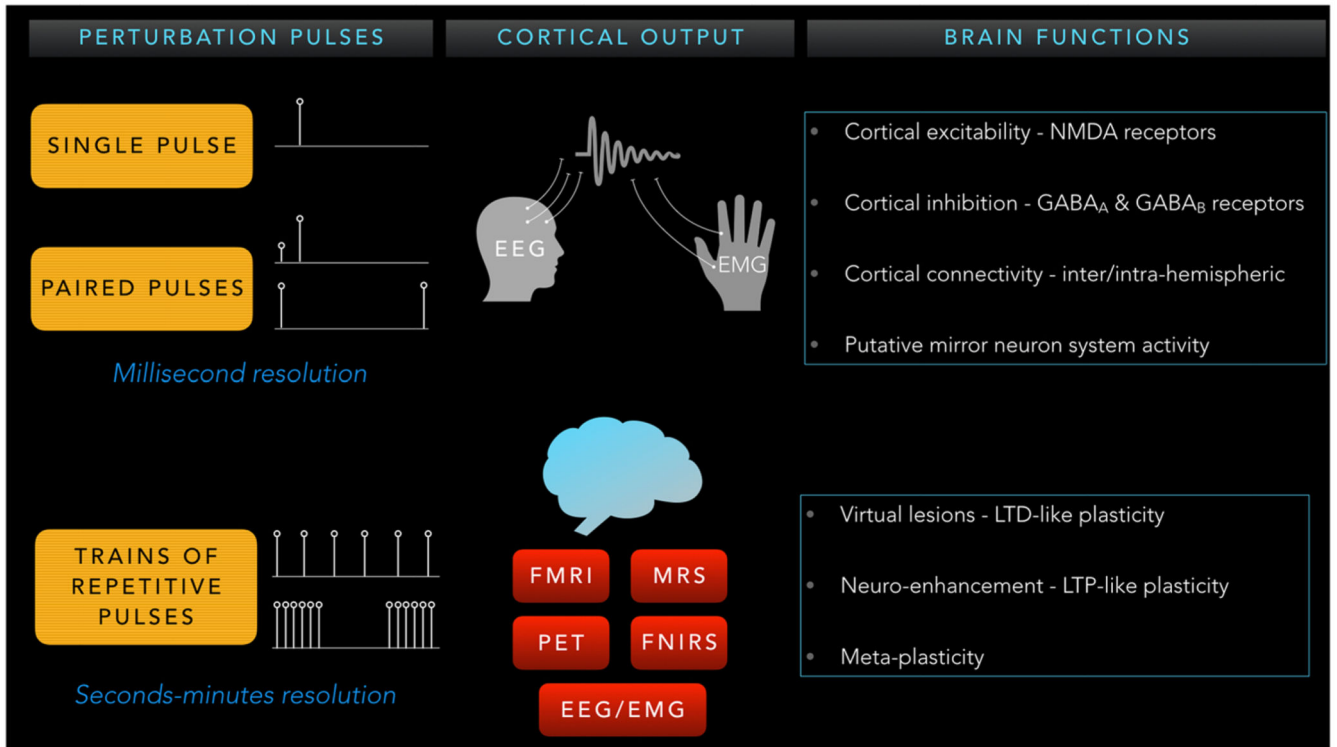 PERTURBATION PULSES
CORTICAL OUTPUT
BRAIN FUNCTIONS
SINGLE PULSE
PAIRED PULSES
Millisecond resolution
EEG
EMG
Cortical excitability - NMDA receptors
Cortical inhibition - GABA_A & GABA_B receptors
Cortical connectivity - inter/intra-hemispheric
Putative mirror neuron system activity
TRAINS OF
REPETITIVE
PULSES
Seconds-minutes resolution
FMRI
MRS
PET
FNIRS
EEG/EMG
Virtual lesions - LTD-like plasticity
Neuro-enhancement - LTP-like plasticity
Meta-plasticity